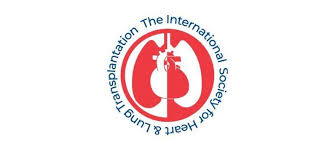 The International Society for Heart & Lung Transplantation